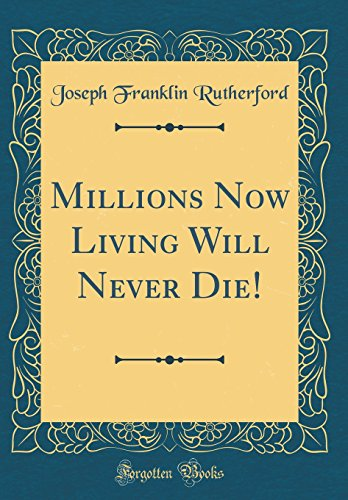 Joseph Franklin Rutherford
Millions Now
Living Will
Never Die!
Forgotten Books